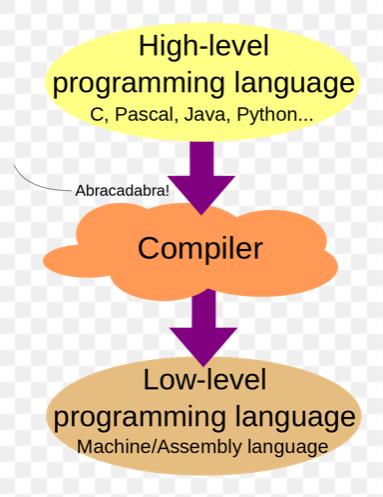 High-level
programming language
C, Pascal, Java, Python...
Abracadabra!
Compiler
Low-level
programming language
Machine/Assembly language